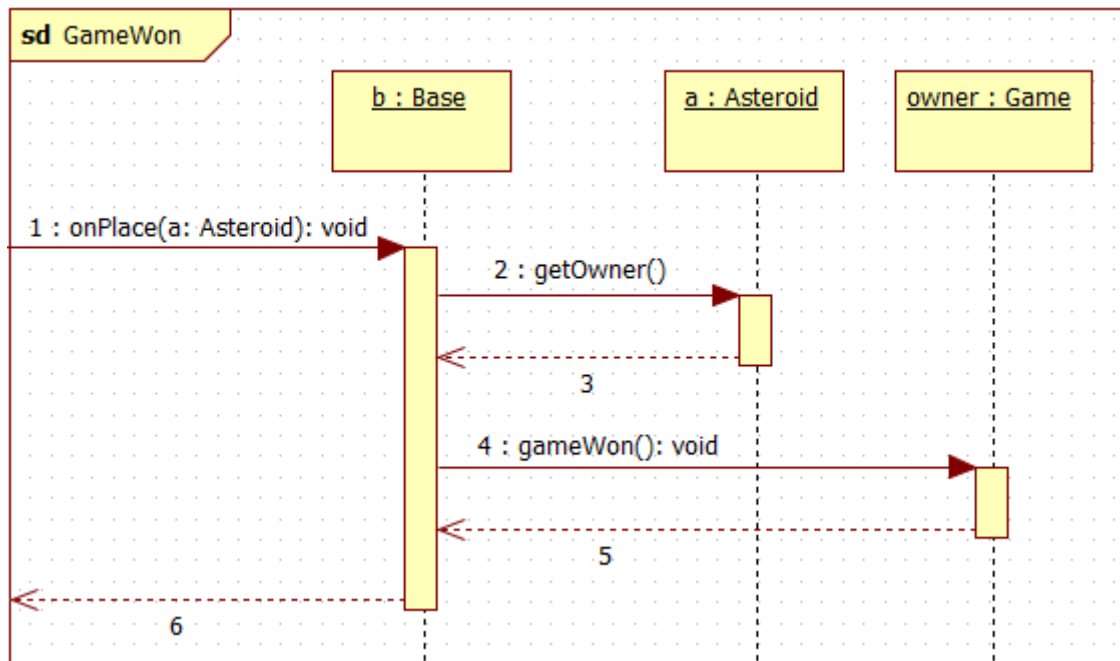 sd GameWon
b : Base
a : Asteroid
owner : Game
1 : onPlace(a: Asteroid): void
2 : getOwner()
3
4 : gameWon(): void
5
6